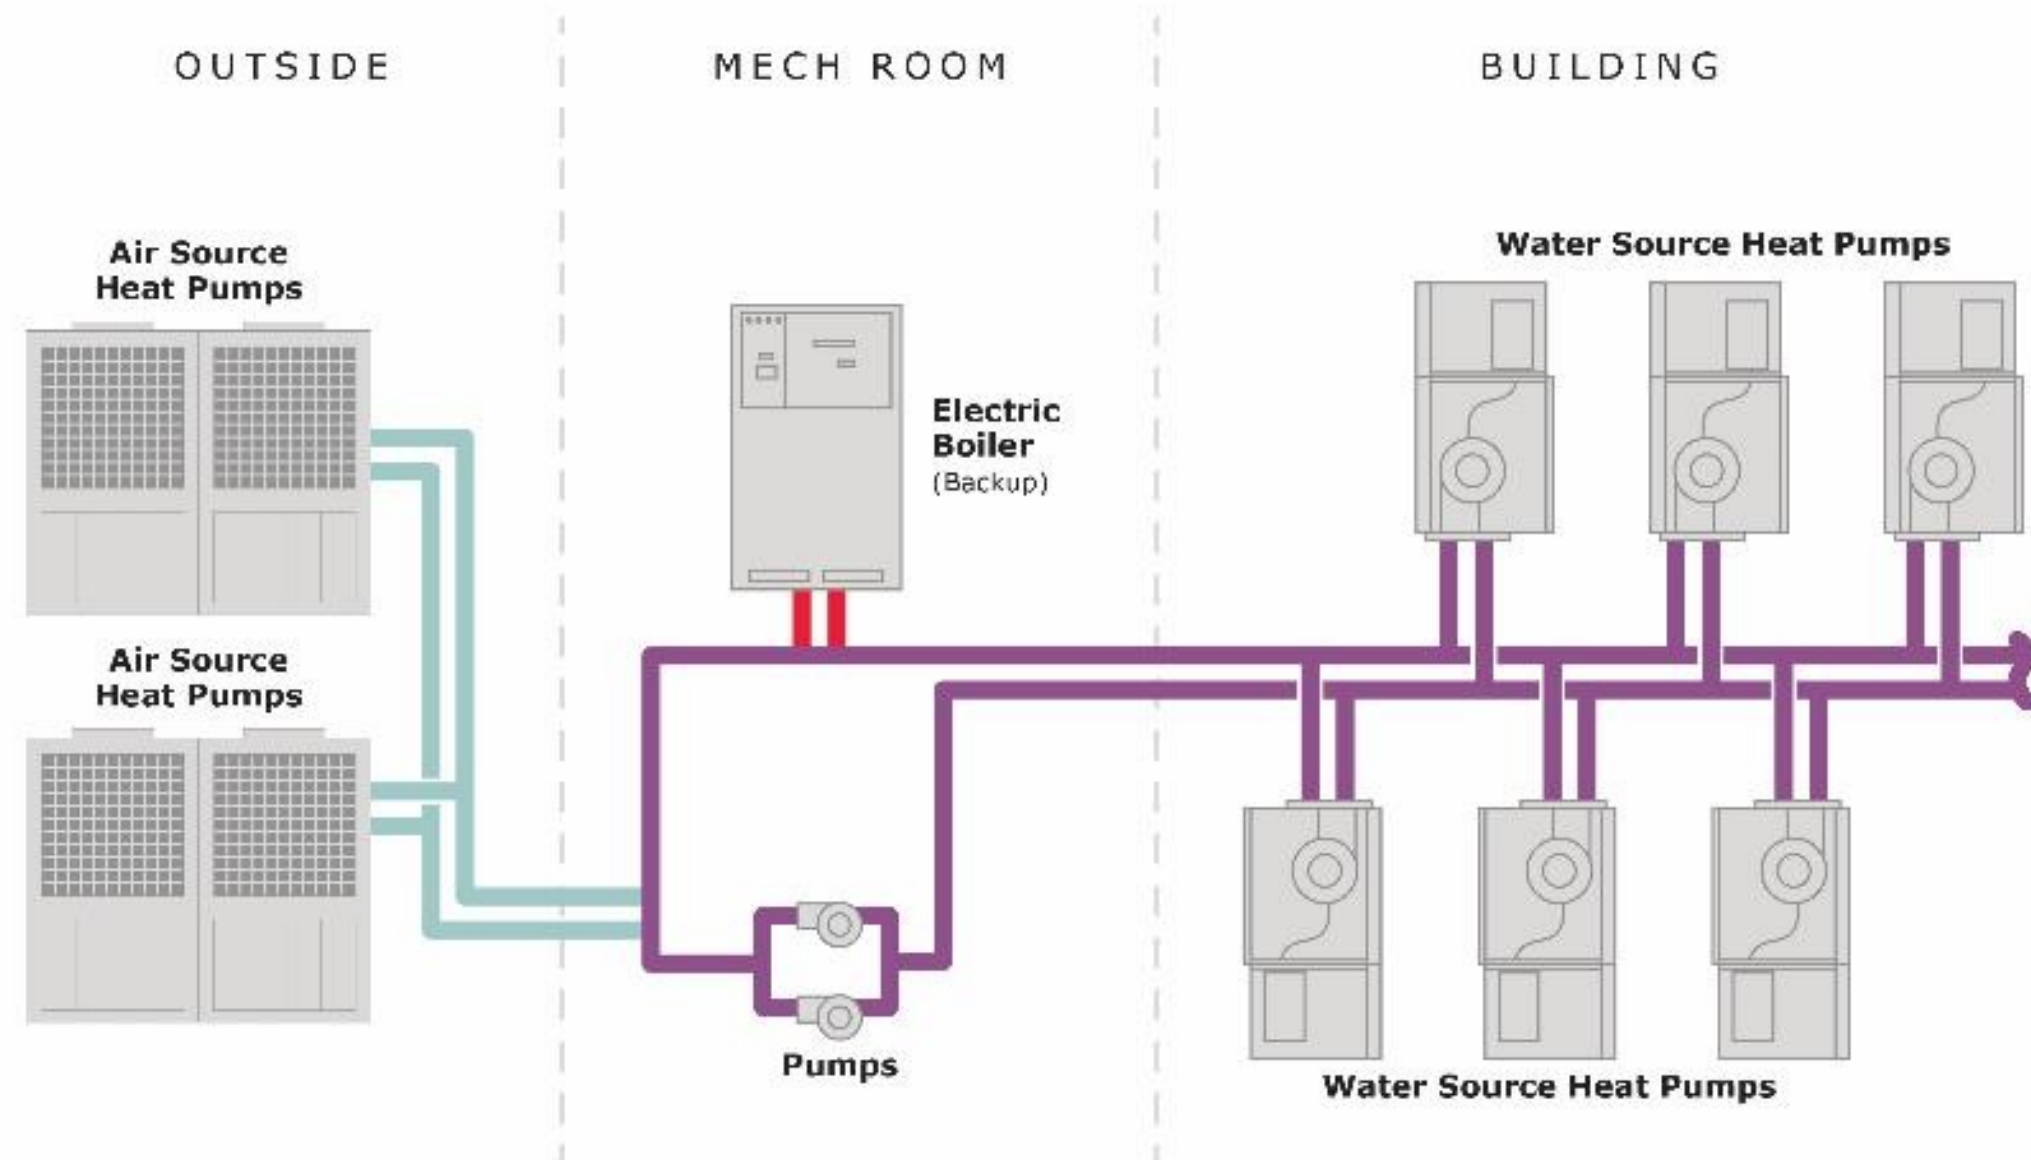 OUTSIDE
MECH ROOM
BUILDING
Air Source
Heat Pumps
Water Source Heat Pumps
Electric
Boiler
(Backup)
Air Source
Heat Pumps
Pumps
Water Source Heat Pumps